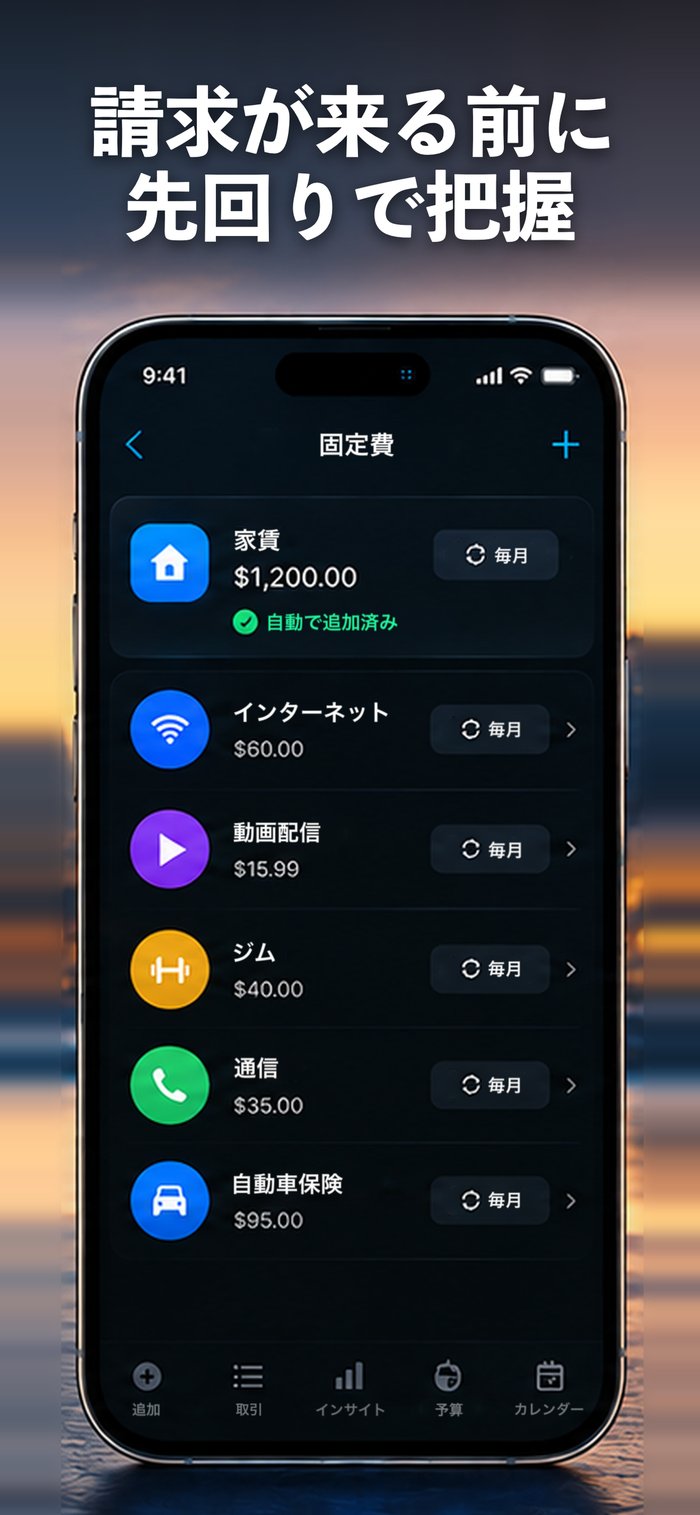 請求が来る前に
先回りで把握
9:41
固定費
家賃
$1,200.00
毎月
自動で追加済み
インターネット
$60.00
毎月
動画配信
$15.99
毎月
ジム
$40.00
毎月
通信
$35.00
毎月
自動車保険
$95.00
毎月
追加
取引
インサイト
予算
カレンダー